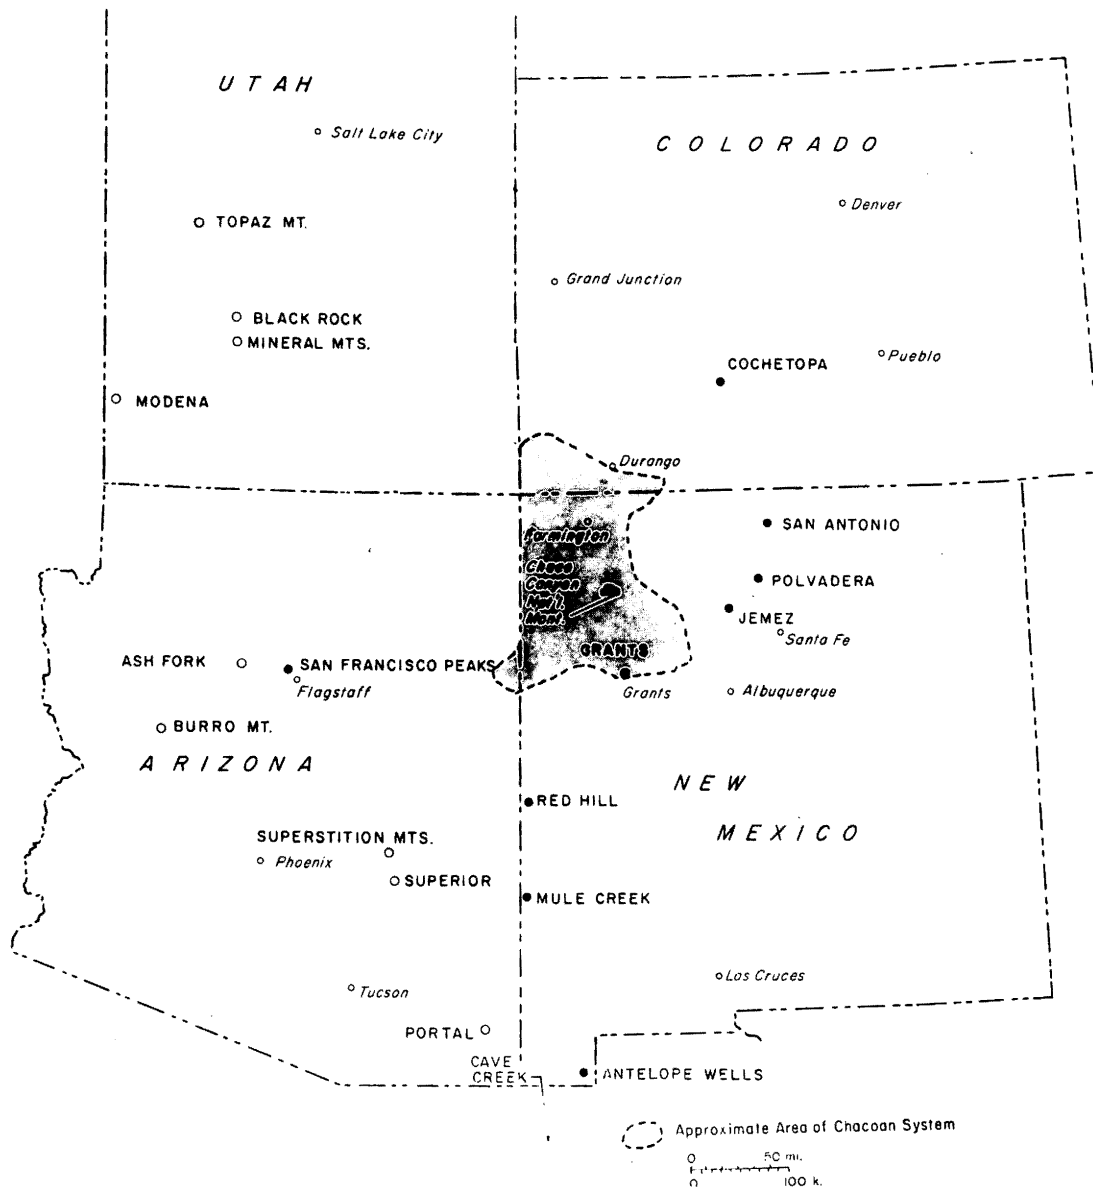 UTAH
Salt Lake City
COLORADO
Denver
TOPAZ MT.
Grand Junction
BLACK ROCK
MINERAL MTS.
Pueblo
COCHETOPA
MODENA
Durango
SAN ANTONIO
Farmington
Chaco
Canyon
Nat'l.
Mont.
POLVADERA
JEMEZ
Santa Fe
GRANTS
ASH FORK
SAN FRANCISCO PEAKS
Flagstaff
Grants
Albuquerque
BURRO MT.
ARIZONA
NEW
MEXICO
RED HILL
SUPERSTITION MTS.
Phoenix
SUPERIOR
MULE CREEK
Las Cruces
Tucson
PORTAL
CAVE
CREEK
ANTELOPE WELLS
Approximate Area of Chacoan System
0 50 mi.
0 100 k.